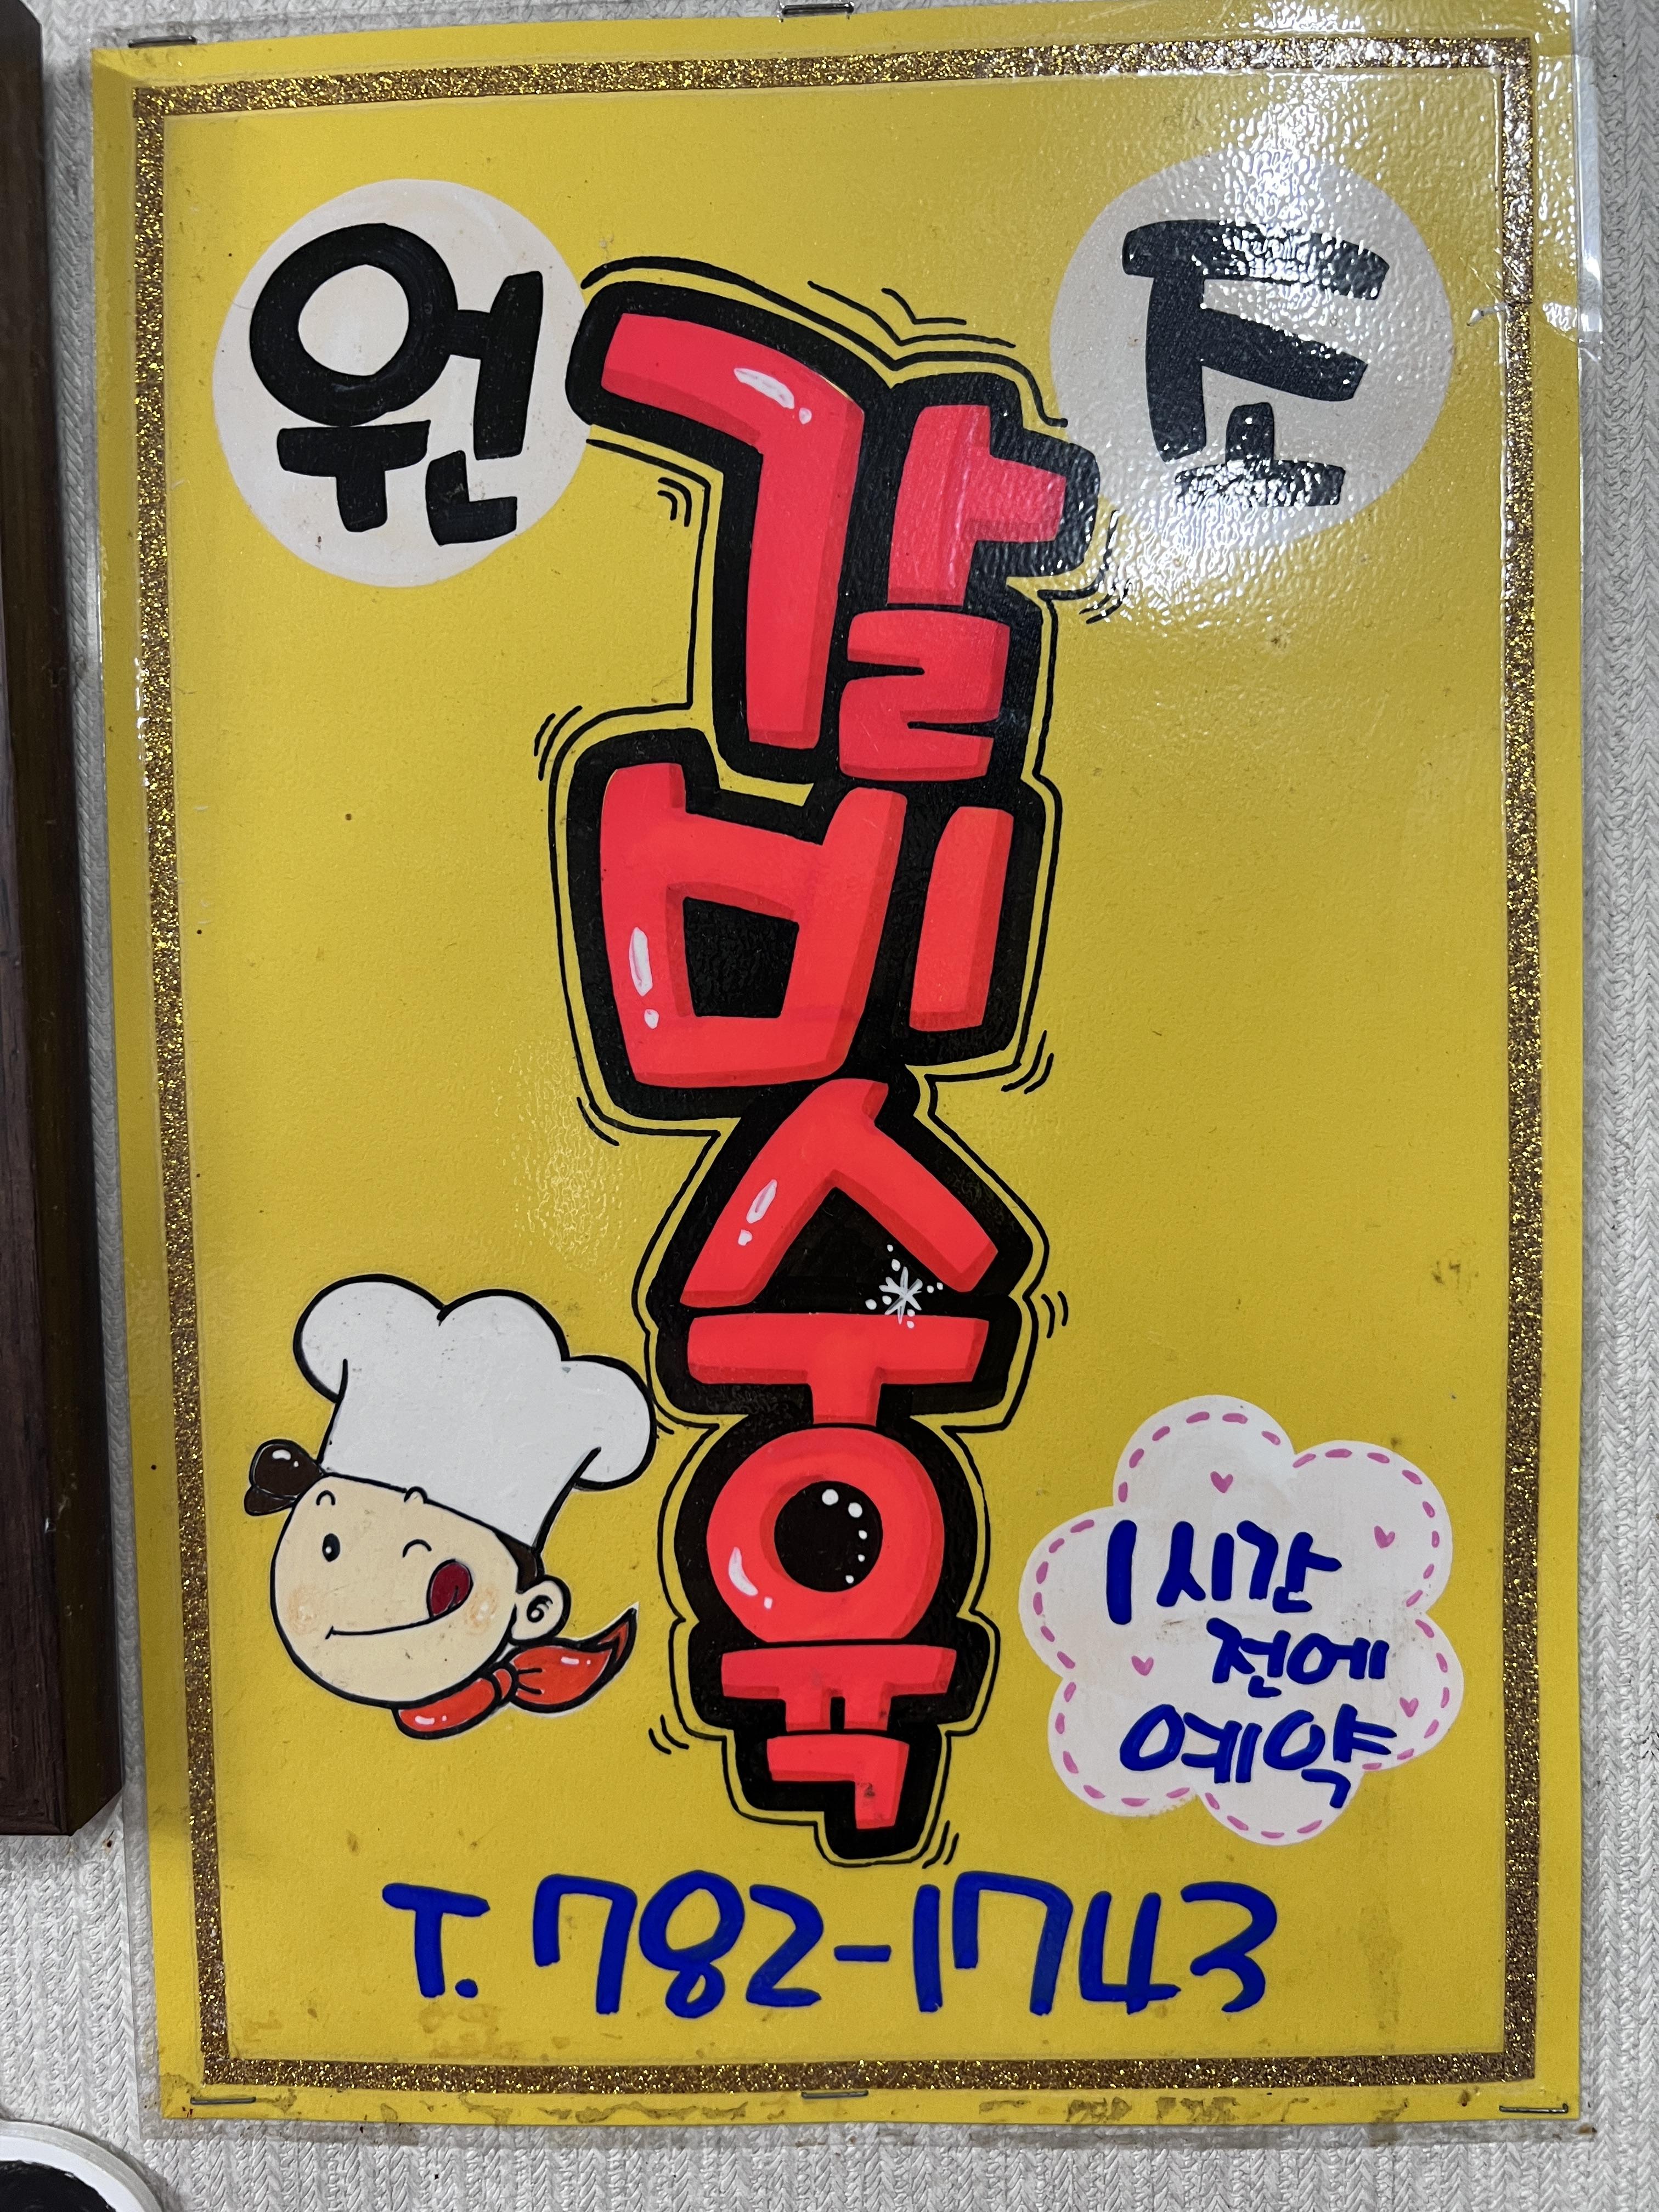 원 조
갈비수육
1시간
전에
예약
T. 782-1743